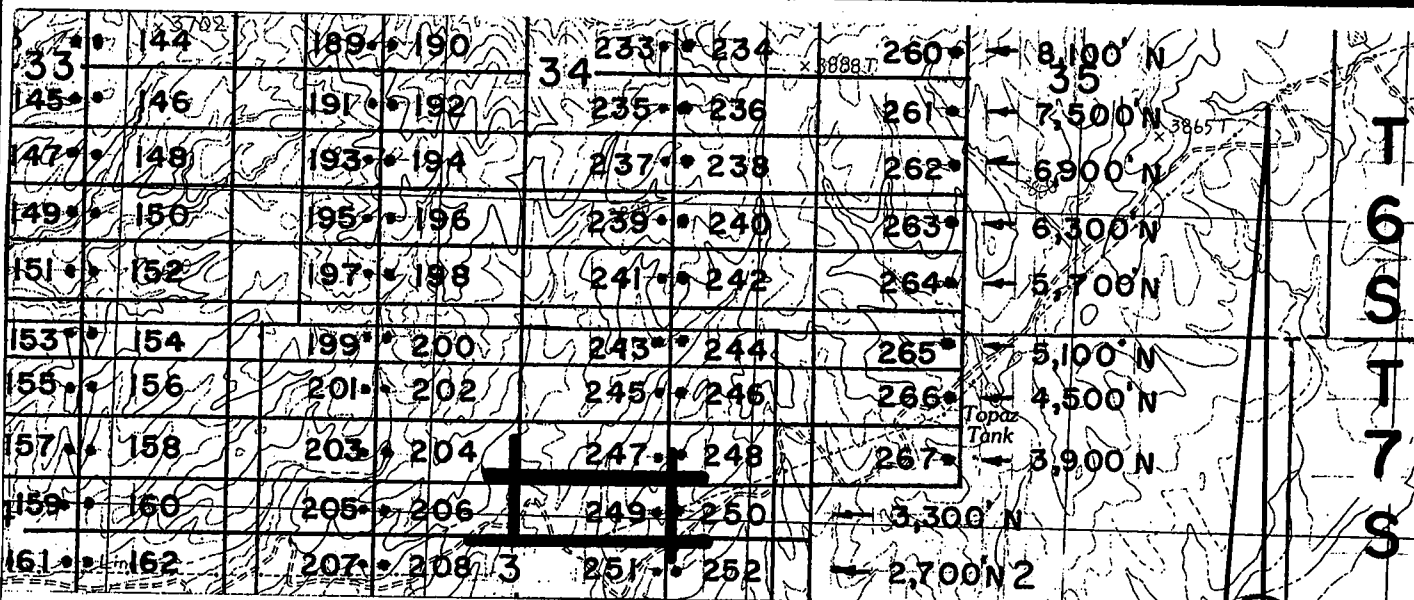 x 3702
144 189 190 233 234 260 8,100' N
33 34 x 3888T 35
145 146 191 192 235 236 261 7,500' N
x 3865T
T
147 148 193 194 237 238 262 6,900' N
6
149 150 195 196 239 240 263 6,300' N
151 152 197 198 241 242 264 5,700' N
S
153 154 199 200 243 244 265 5,100' N
T
155 156 201 202 245 246 266 4,500' N
Topaz
Tank
157 158 203 204 247 248 267 3,900' N
7
159 160 205 206 249 250 3,300' N
S
161 162 207 208 3 251 252 2,700' N 2